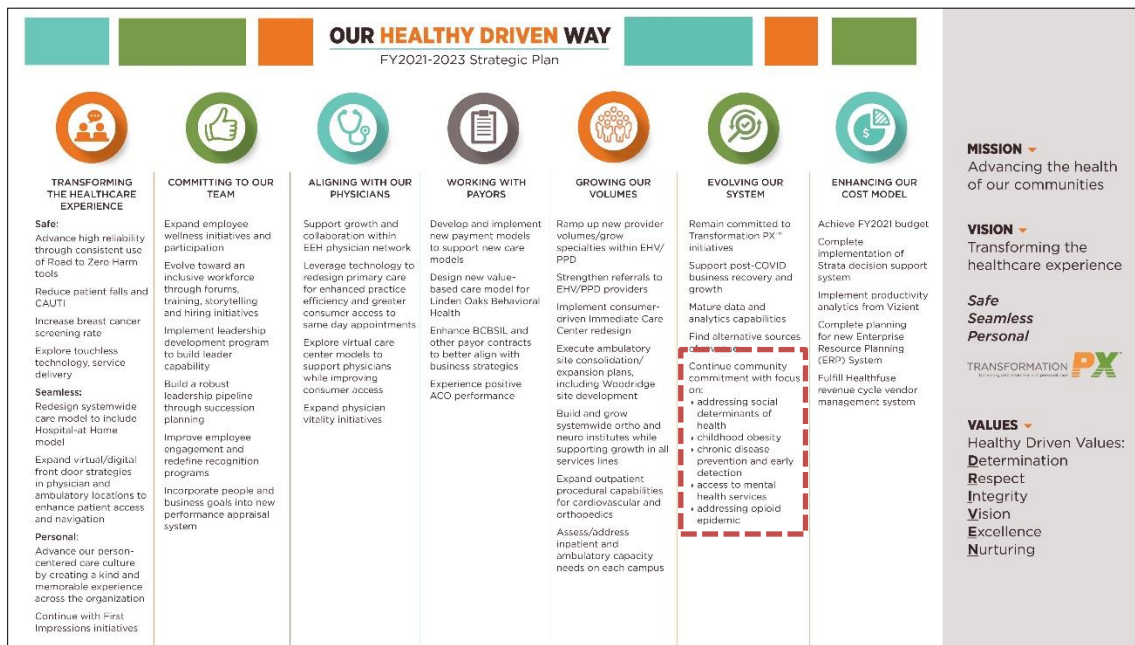 OUR HEALTHY DRIVEN WAY
FY2021-2023 Strategic Plan
TRANSFORMING
THE HEALTHCARE
EXPERIENCE
Safe:
Advance high reliability
through consistent use
of Road to Zero Harm
tools
Reduce patient falls and
CAUTI
Increase breast cancer
screening rate
Explore touchless
technology, service
delivery
Seamless:
Redesign systemwide
care model to include
Hospital-at Home
model
Expand virtual/digital
front door strategies
in physician and
ambulatory locations to
enhance patient access
and navigation
Personal:
Advance our person-
centered care culture
by creating a kind and
memorable experience
across the organization
Continue with First
Impressions initiatives
COMMITTING TO OUR
TEAM
Expand employee
wellness initiatives and
participation
Evolve toward an
inclusive workforce
through forums,
training, storytelling
and hiring initiatives
Implement leadership
development program
to build leader
capability
Build a robust
leadership pipeline
through succession
planning
Improve employee
engagement and
redefine recognition
programs
Incorporate people and
business goals into new
performance appraisal
system
ALIGNING WITH OUR
PHYSICIANS
Support growth and
collaboration within
EEH physician network
Leverage technology to
redesign primary care
for enhanced practice
efficiency and greater
consumer access to
same day appointments
Explore virtual care
center models to
support physicians
while improving
consumer access
Expand physician
vitality initiatives
WORKING WITH
PAYORS
Develop and implement
new payment models
to support new care
models
Design new value-
based care model for
Linden Oaks Behavioral
Health
Enhance BCBSIL and
other payor contracts
to better align with
business strategies
Experience positive
ACO performance
GROWING OUR
VOLUMES
Ramp up new provider
volumes/grow
specialties within EHV/
PPD
Strengthen referrals to
EHV/PPD providers
Implement consumer-
driven Immediate Care
Center redesign
Execute ambulatory
site consolidation/
expansion plans,
including Woodridge
site development
Build and grow
systemwide ortho and
neuro institutes while
supporting growth in all
services lines
Expand outpatient
procedural capabilities
for cardiovascular and
orthopedics
Assess/address
inpatient and
ambulatory capacity
needs on each campus
EVOLVING OUR
SYSTEM
Remain committed to
Transformation PX™
initiatives
Support post-COVID
business recovery and
growth
Mature data and
analytics capabilities
Find alternative sources
Continue community
commitment with focus
on:
‣ addressing social
determinants of
health
‣ childhood obesity
‣ chronic disease
prevention and early
detection
‣ access to mental
health services
‣ addressing opioid
epidemic
ENHANCING OUR
COST MODEL
$
Achieve FY2021 budget
Complete
implementation of
Strata decision support
system
Implement productivity
analytics from Vizient
Complete planning
for new Enterprise
Resource Planning
(ERP) System
Fulfill Healthfuse
revenue cycle vendor
management system
MISSION
Advancing the health
of our communities
VISION
Transforming the
healthcare experience
Safe
Seamless
Personal
TRANSFORMATION PX™
VALUES
Healthy Driven Values:
Determination
Respect
Integrity
Vision
Excellence
Nurturing